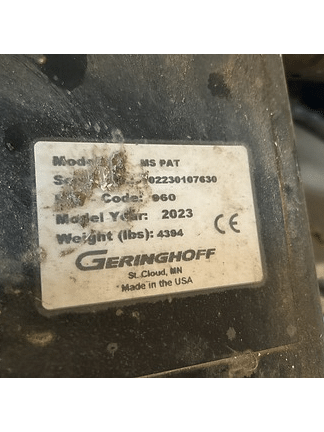 Model MS PAT
02230107630
Code: 960
Model Year: 2023
Weight (lbs): 4394
CE
GERINGHOFF
St. Cloud, MN
Made in the USA